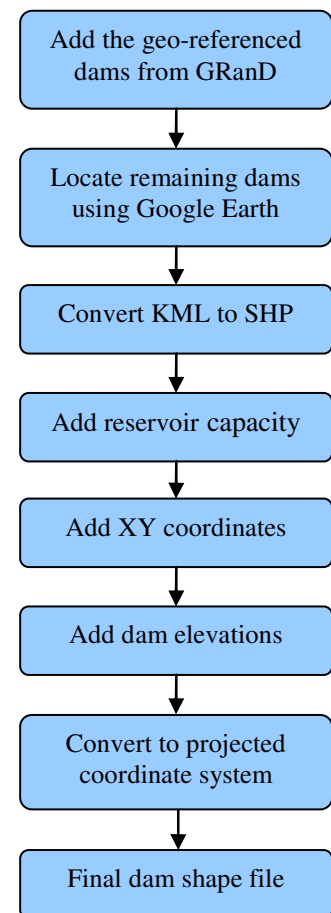 Add the geo-referenced
dams from GRanD
Locate remaining dams
using Google Earth
Convert KML to SHP
Add reservoir capacity
Add XY coordinates
Add dam elevations
Convert to projected
coordinate system
Final dam shape file